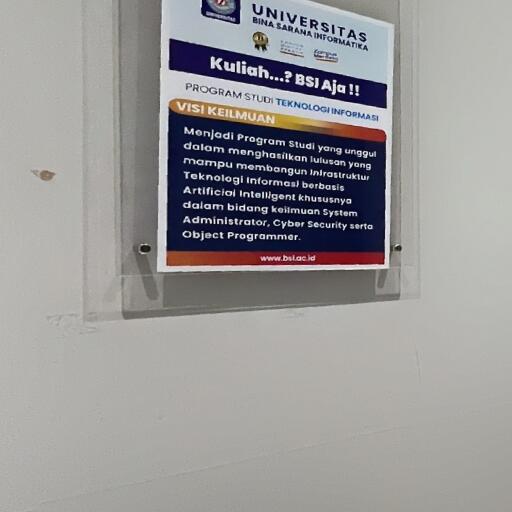 UNIVERSITAS
BINA SARANA INFORMATIKA
Kuliah...? BSI Aja !!
PROGRAM STUDI TEKNOLOGI INFORMASI
VISI KEILMUAN
Menjadi Program Studi yang unggul
dalam menghasilkan lulusan yang
mampu membangun Infrastruktur
Teknologi Informasi berbasis
Artificial Intelligent khususnya
dalam bidang keilmuan System
Administrator, Cyber Security serta
Object Programmer.
www.bsi.ac.id